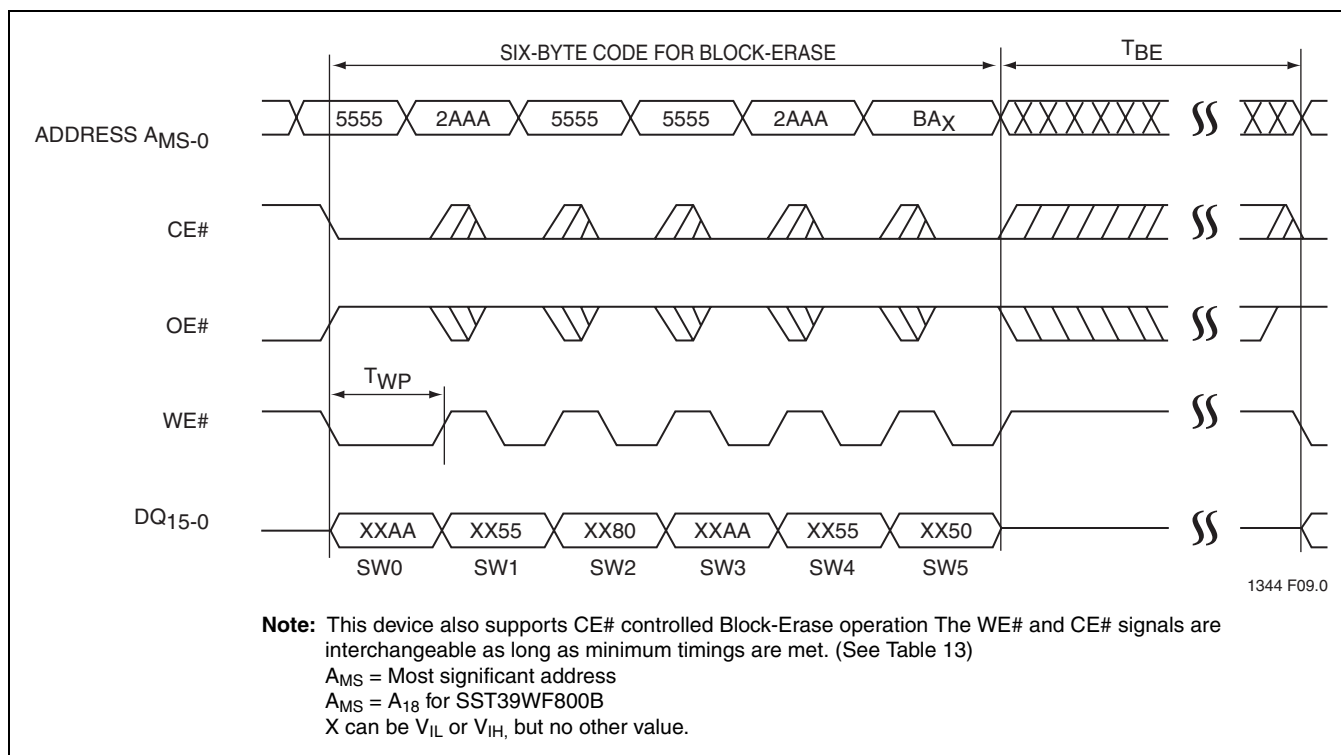 SIX-BYTE CODE FOR BLOCK-ERASE
TBE
ADDRESS AMS-0
5555 2AAA 5555 5555 2AAA BAX
CE#
OE#
TWP
WE#
DQ15-0
XXAA XX55 XX80 XXAA XX55 XX50
SW0 SW1 SW2 SW3 SW4 SW5
1344 F09.0
Note: This device also supports CE# controlled Block-Erase operation The WE# and CE# signals are
interchangeable as long as minimum timings are met. (See Table 13)
AMS = Most significant address
AMS = A18 for SST39WF800B
X can be VIL or VIH, but no other value.